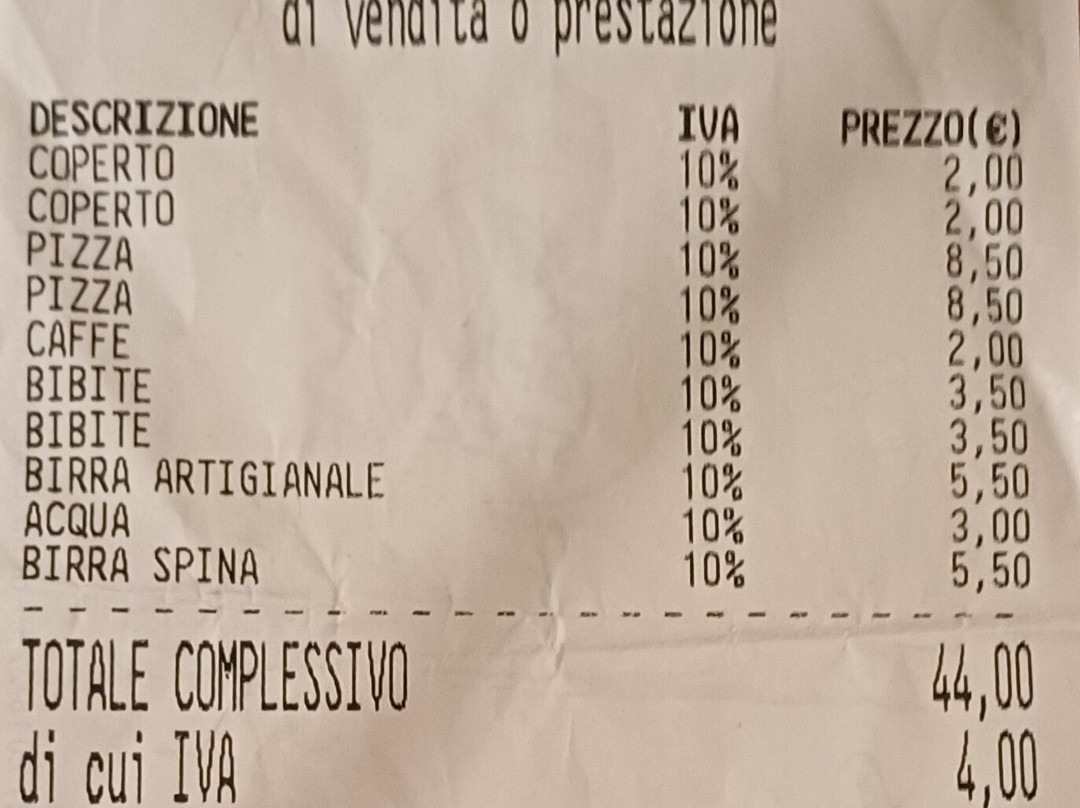 di vendita o prestazione
DESCRIZIONE IVA PREZZO(€)
COPERTO 10% 2,00
COPERTO 10% 2,00
PIZZA 10% 8,50
PIZZA 10% 8,50
CAFFE 10% 2,00
BIBITE 10% 3,50
BIBITE 10% 3,50
BIRRA ARTIGIANALE 10% 5,50
ACQUA 10% 3,00
BIRRA SPINA 10% 5,50
TOTALE COMPLESSIVO 44,00
di cui IVA 4,00